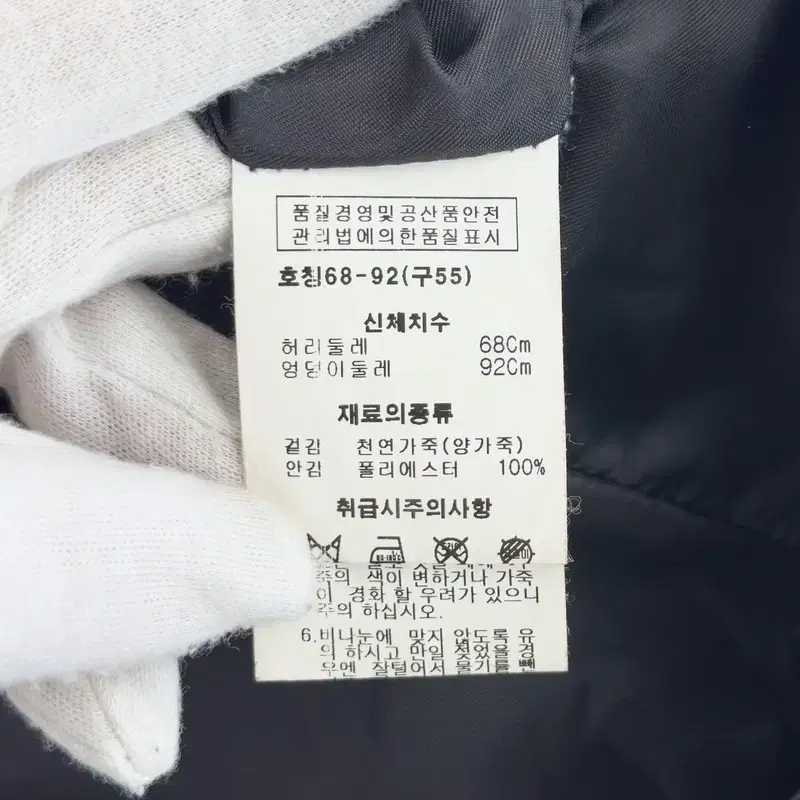 품질경영및공산품안전
관리법에의한품질표시
호칭68-92(구55)
신체치수
허리둘레 68Cm
엉덩이둘레 92Cm
재료의종류
겉감 천연가죽(양가죽)
안감 폴리에스터 100%
취급시주의사항
주의 색이 변하거나 가죽
이 경화 할 우려가 있으니
주의 하십시오.
6.비나눈에 맞지 않도록 유
의 하시고 만일 젖었을경
우엔 잘털어서 물기를 뺀